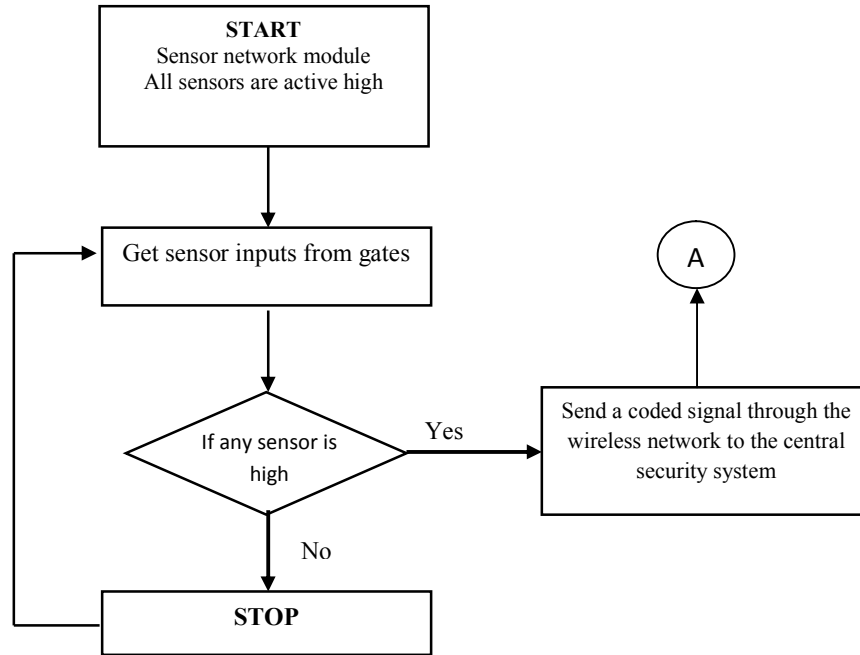 START
Sensor network module
All sensors are active high
Get sensor inputs from gates
A
If any sensor is
high
Yes
Send a coded signal through the
wireless network to the central
security system
No
STOP